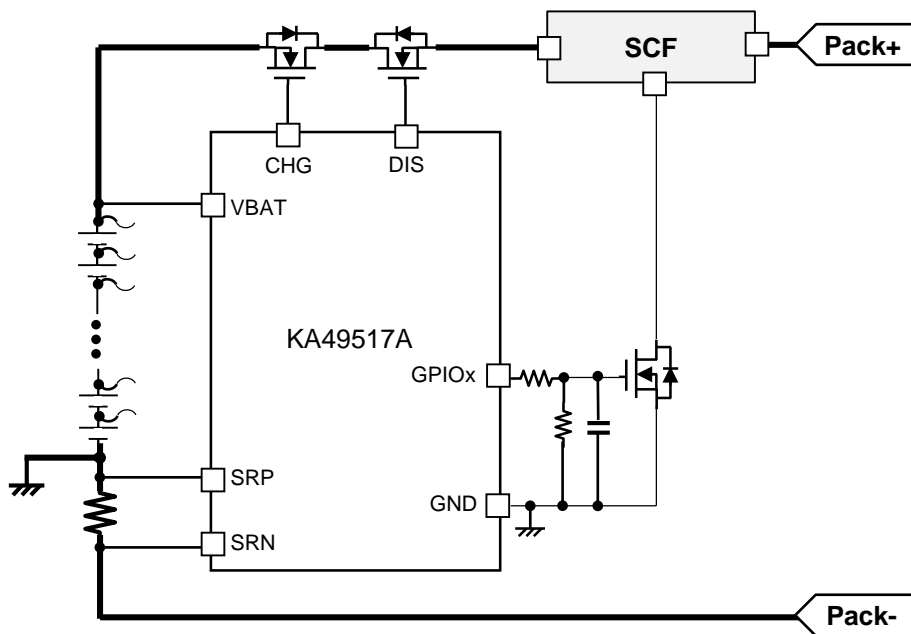 SCF
Pack+
CHG
DIS
VBAT
KA49517A
GPIOx
SRP
GND
SRN
Pack-